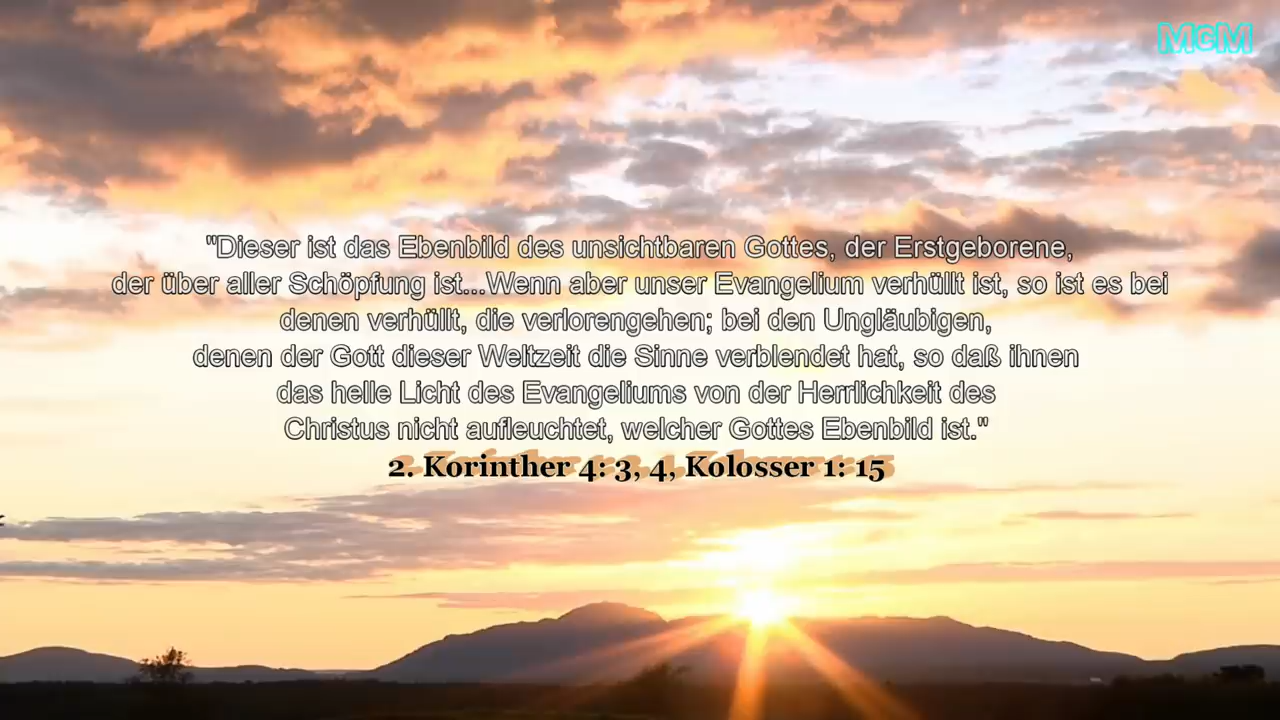 McM
"Dieser ist das Ebenbild des unsichtbaren Gottes, der Erstgeborene,
der über aller Schöpfung ist...Wenn aber unser Evangelium verhüllt ist, so ist es bei
denen verhüllt, die verlorengehen; bei den Ungläubigen,
denen der Gott dieser Weltzeit die Sinne verblendet hat, so daß ihnen
das helle Licht des Evangeliums von der Herrlichkeit des
Christus nicht aufleuchtet, welcher Gottes Ebenbild ist."
2. Korinther 4: 3, 4, Kolosser 1: 15